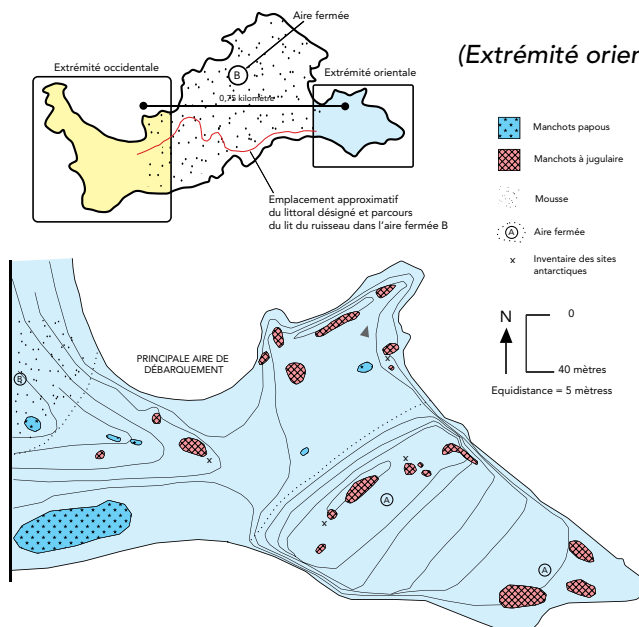 Aire fermée
(Extrémité orien
Extrémité occidentale
B
Extrémité orientale
0,75 kilomètre
Manchots papous
Manchots à jugulaire
Emplacement approximatif
du littoral désigné et parcours
du lit du ruisseau dans l'aire fermée B
Mousse
A
Aire fermée
x
Inventaire des sites
antarctiques
N
0
40 mètres
Equidistance = 5 mètress
PRINCIPALE AIRE DE
DÉBARQUEMENT
B
x
x
x
A
x
A